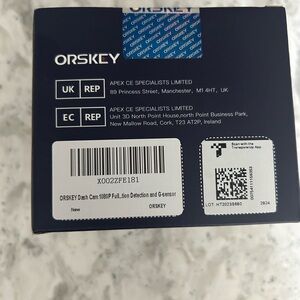 ORSKEY
UK REP
APEX CE SPECIALISTS LIMITED
89 Princess Street, Manchester, M1 4HT, UK
EC REP
APEX CE SPECIALISTS LIMITED
Unit 3D North Point House, north Point Business Park,
New Mallow Road, Cork, T23 AT2P, Ireland
X002ZFE181
ORSKEY Dash Cam 1080P Full...tion Detection and G-sensor
New
ORSKEY
Scan with the
Transparency App